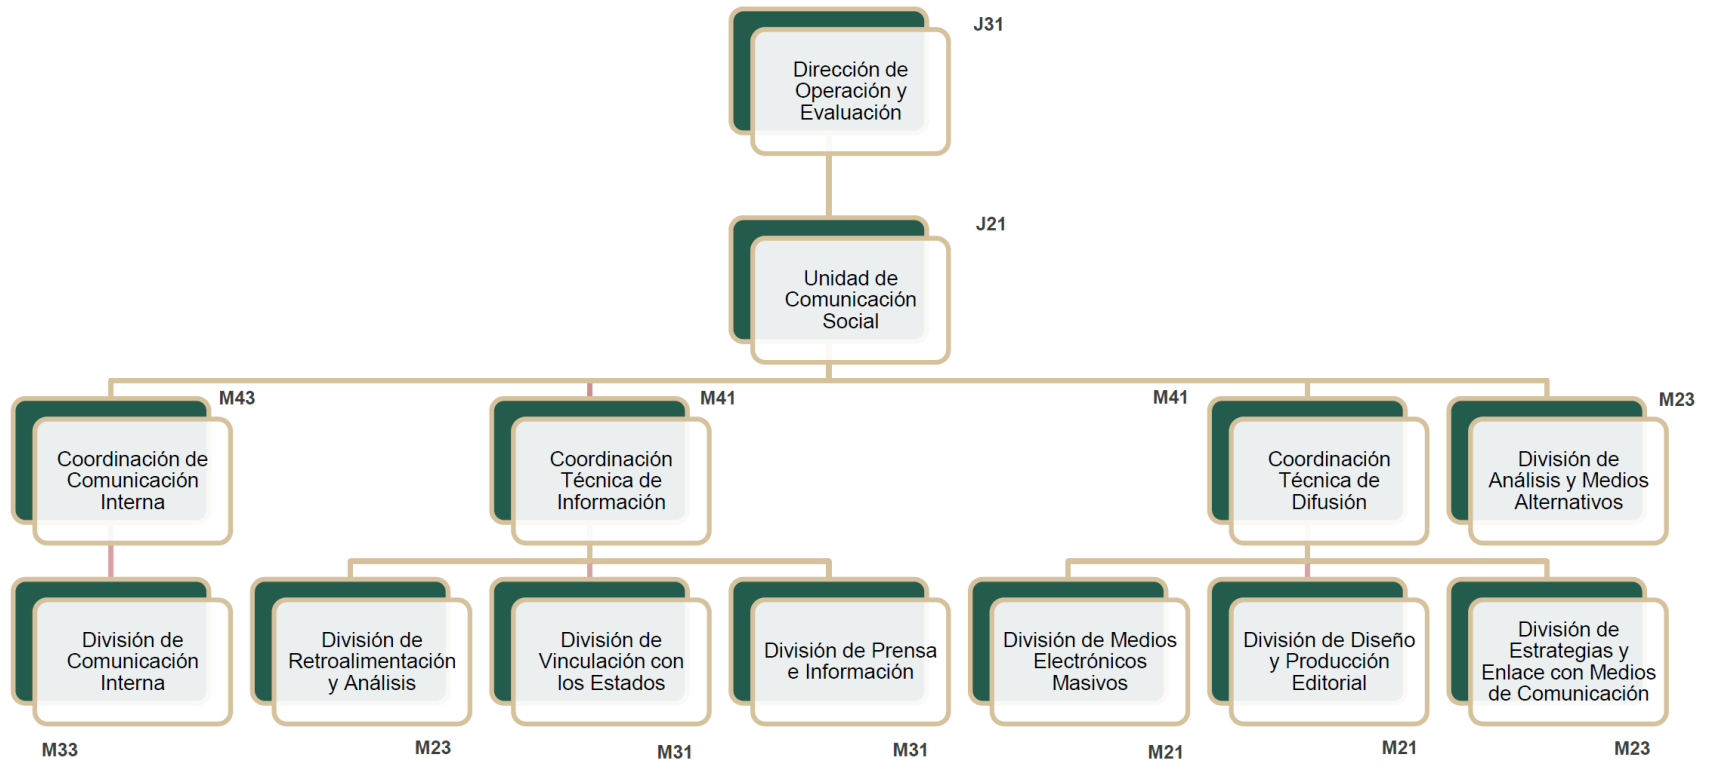 J31
Dirección de
Operación y
Evaluación
J21
Unidad de
Comunicación
Social
M43
M41
M41
M23
Coordinación de
Comunicación
Interna
Coordinación
Técnica de
Información
Coordinación
Técnica de
Difusión
División de
Análisis y Medios
Alternativos
División de
Comunicación
Interna
División de
Retroalimentación
y Análisis
División de
Vinculación con
los Estados
División de Prensa
e Información
División de Medios
Electrónicos
Masivos
División de Diseño
y Producción
Editorial
División de
Estrategias y
Enlace con Medios
de Comunicación
M33
M23
M31
M31
M21
M21
M23